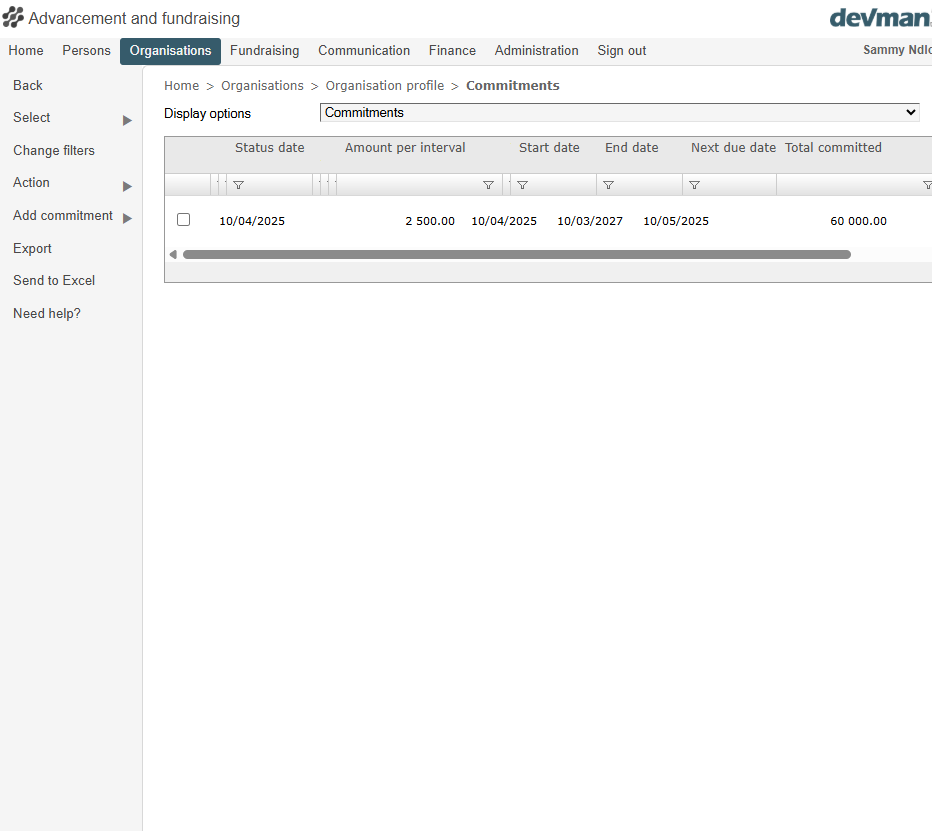 Advancement and fundraising
devman
Home Persons Organisations Fundraising Communication Finance Administration Sign out
Sammy
Back
Select
Change filters
Action
Add commitment
Export
Send to Excel
Need help?
Home > Organisations > Organisation profile > Commitments
Display options Commitments
Status date Amount per interval Start date End date Next due date Total committed
10/04/2025 2 500.00 10/04/2025 10/03/2027 10/05/2025 60 000.00